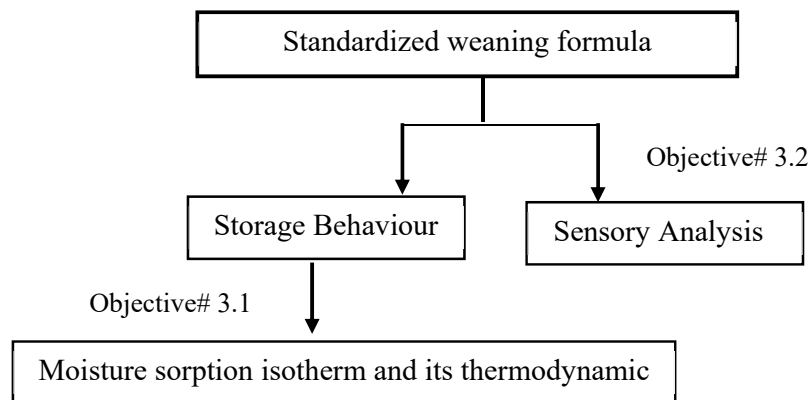 Standardized weaning formula
Objective# 3.2
Storage Behaviour
Sensory Analysis
Objective# 3.1
Moisture sorption isotherm and its thermodynamic